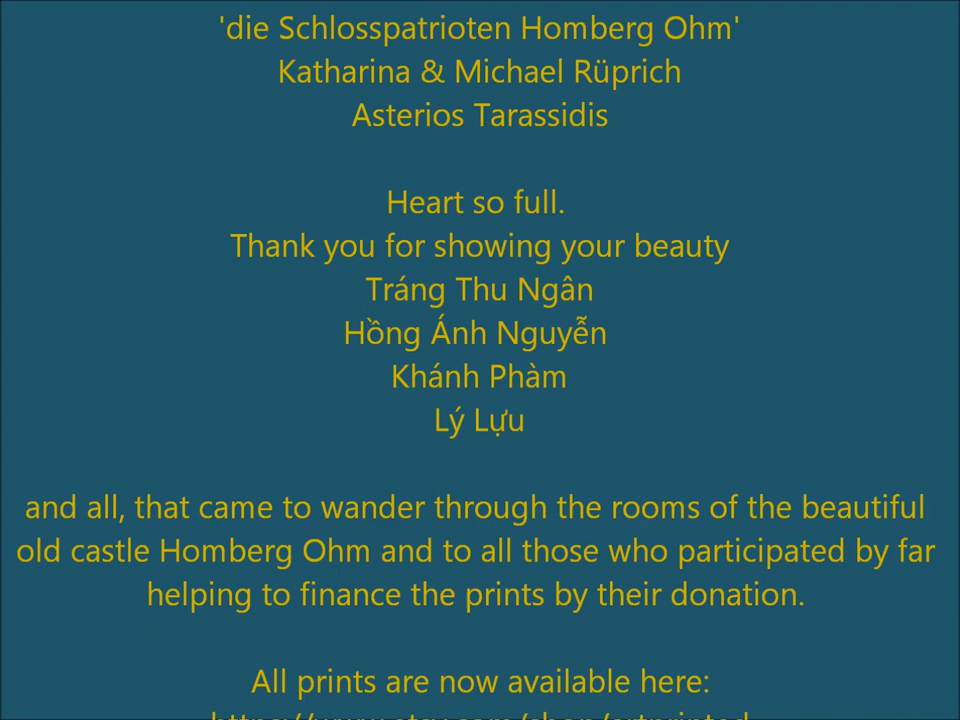 'die Schlosspatrioten Homberg Ohm'
Katharina & Michael Rüprich
Asterios Tarassidis
Heart so full.
Thank you for showing your beauty
Tráng Thu Ngân
Hồng Ánh Nguyễn
Khánh Phàm
Lý Lựu
and all, that came to wander through the rooms of the beautiful
old castle Homberg Ohm and to all those who participated by far
helping to finance the prints by their donation.
All prints are now available here: